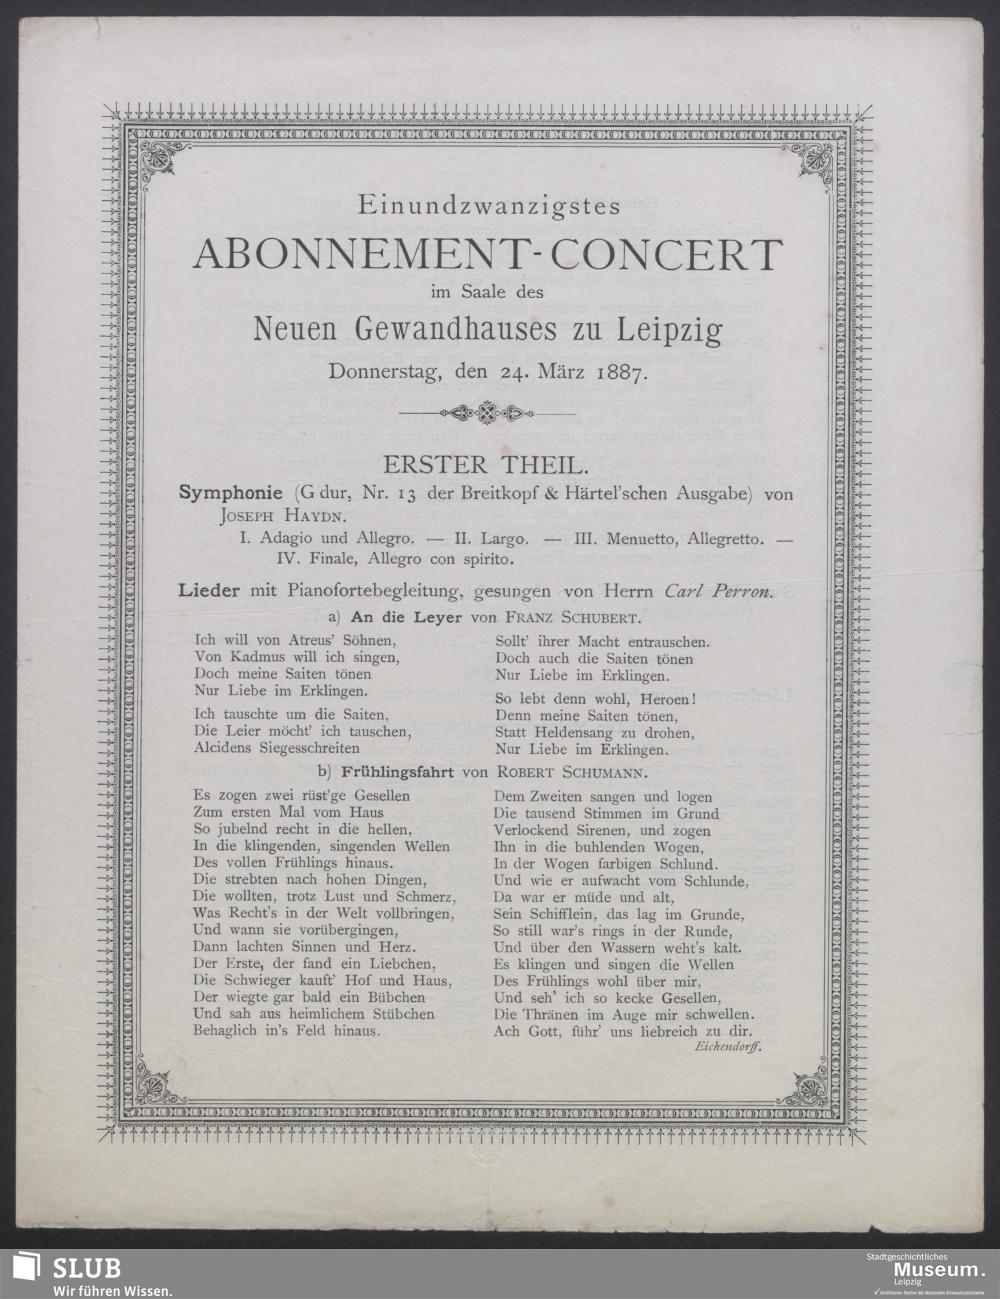 Einundzwanzigstes
ABONNEMENT-CONCERT
im Saale des
Neuen Gewandhauses zu Leipzig
Donnerstag, den 24. März 1887.
ERSTER THEIL.
Symphonie (G dur, Nr. 13 der Breitkopf & Härtel'schen Ausgabe) von
JOSEPH HAYDN.
I. Adagio und Allegro. — II. Largo. — III. Menuetto, Allegretto. —
IV. Finale, Allegro con spirito.
Lieder mit Pianofortebegleitung, gesungen von Herrn Carl Perron.
a) An die Leyer von FRANZ SCHUBERT.
Ich will von Atreus' Söhnen,
Von Kadmus will ich singen,
Doch meine Saiten tönen
Nur Liebe im Erklingen.
Ich tauschte um die Saiten,
Die Leier möcht' ich tauschen,
Alcidens Siegesschreiten
Sollt' ihrer Macht entrauschen.
Doch auch die Saiten tönen
Nur Liebe im Erklingen.
So lebt denn wohl, Heroen!
Denn meine Saiten tönen,
Statt Heldensang zu drohen,
Nur Liebe im Erklingen.
b) Frühlingsfahrt von ROBERT SCHUMANN.
Es zogen zwei rüst'ge Gesellen
Zum ersten Mal vom Haus
So jubelnd recht in die hellen,
In die klingenden, singenden Wellen
Des vollen Frühlings hinaus.
Die strebten nach hohen Dingen,
Die wollten, trotz Lust und Schmerz,
Was Recht's in der Welt vollbringen,
Und wann sie vorübergingen,
Dann lachten Sinnen und Herz.
Der Erste, der fand ein Liebchen,
Die Schwieger kauft' Hof und Haus,
Der wiegte gar bald ein Bübchen
Und sah aus heimlichem Stübchen
Behaglich in's Feld hinaus.
Dem Zweiten sangen und logen
Die tausend Stimmen im Grund
Verlockend Sirenen, und zogen
Ihn in die buhlenden Wogen,
In der Wogen farbigen Schlund.
Und wie er aufwacht vom Schlunde,
Da war er müde und alt,
Sein Schifflein, das lag im Grunde,
So still war's rings in der Runde,
Und über den Wassern weht's kalt.
Es klingen und singen die Wellen
Des Frühlings wohl über mir,
Und seh' ich so kecke Gesellen,
Die Thränen im Auge mir schwellen.
Ach Gott, führ' uns liebreich zu dir.
Eichendorff.
SLUB
Wir führen Wissen.
Stadtgeschichtliches
Museum.
Leipzig
Zertifizierter Partner der Nationalen Klimaschutzinitiative